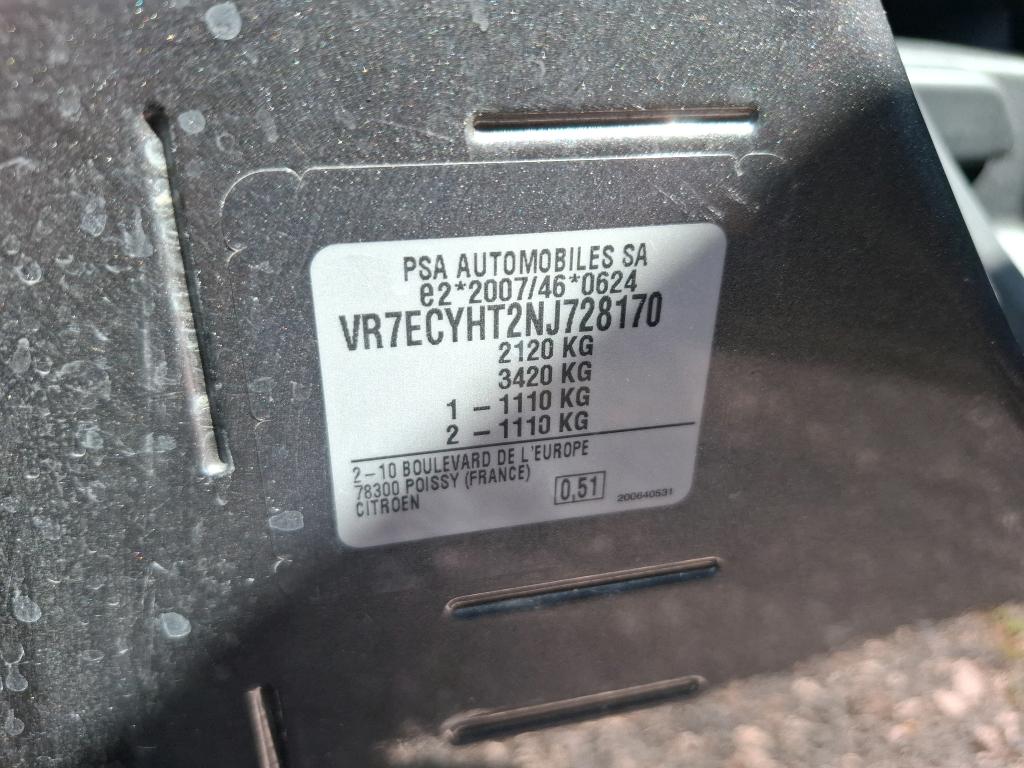 PSA AUTOMOBILES SA
e2*2007/46*0624
VR7ECYHT2NJ728170
2120 KG
3420 KG
1 – 1110 KG
2 – 1110 KG
2 – 10 BOULEVARD DE L'EUROPE
78300 POISSY (FRANCE)
CITROEN
0,51
200640531